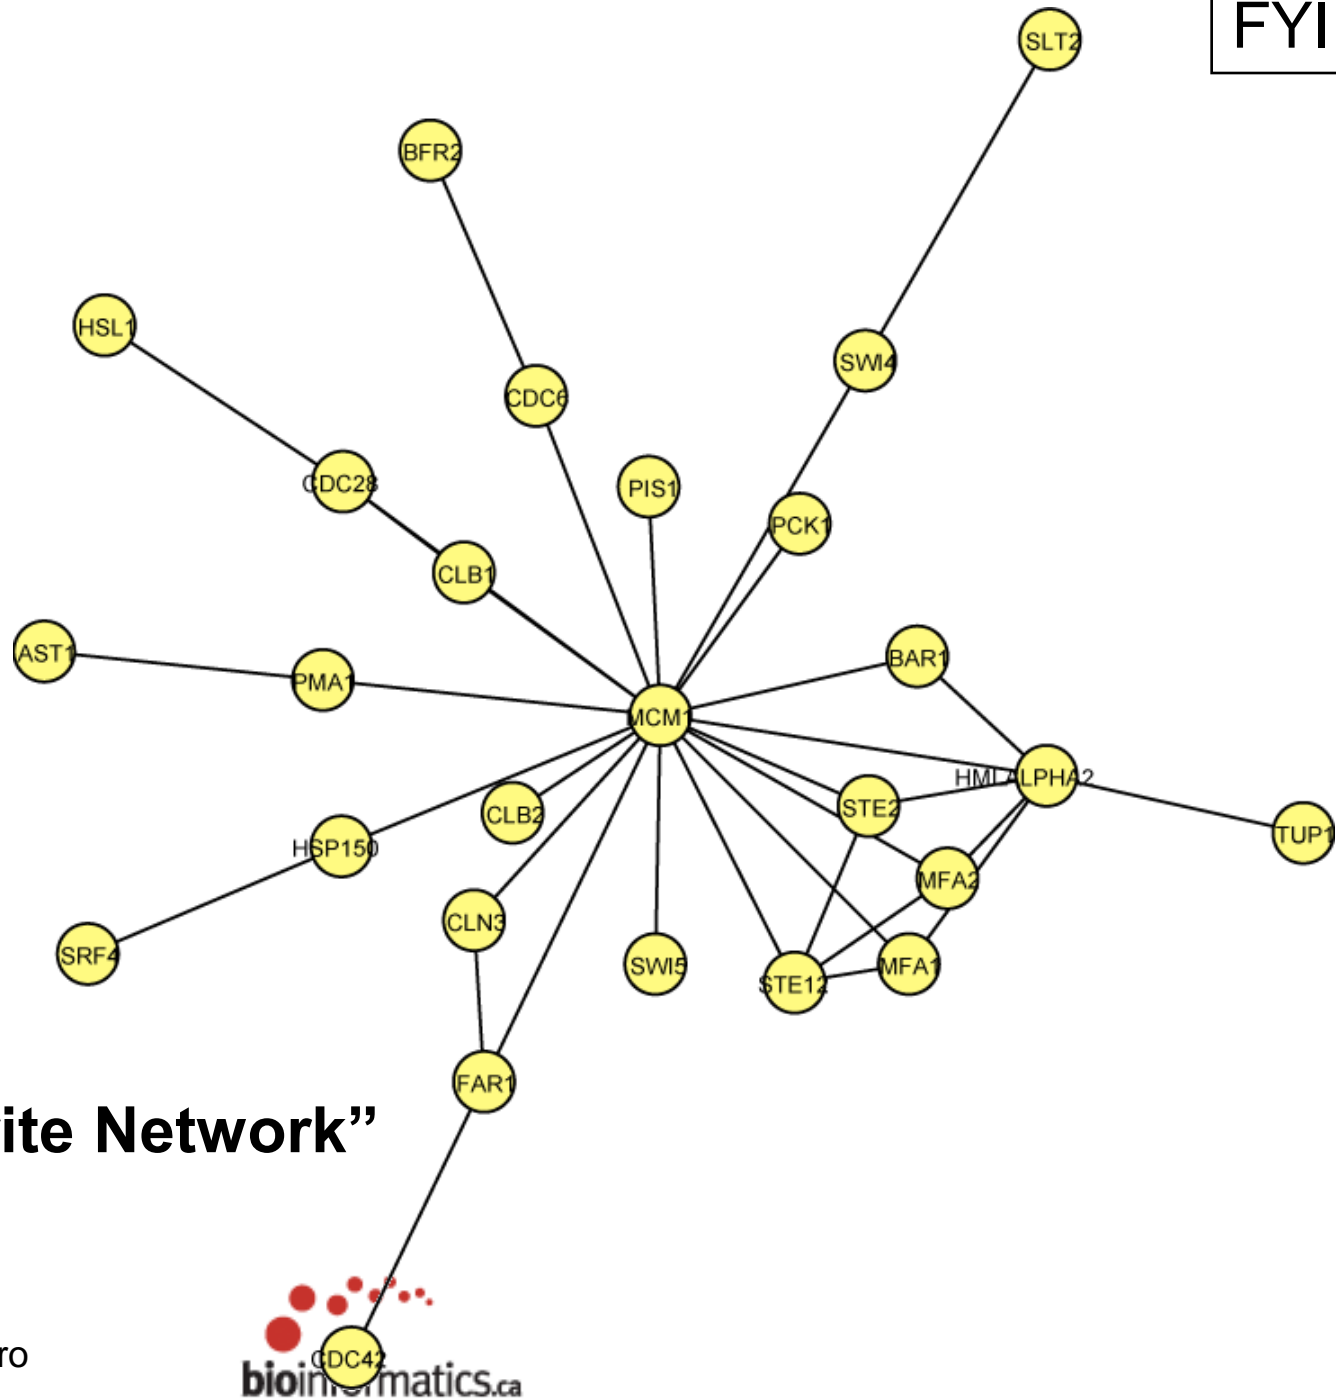 FYI
SLT2
BFR2
HSL1
SWI4
CDC6
CDC28
PIS1
PCK1
CLB1
AST1
PMA1
BAR1
MCM1
HMLALPHA2
STE2
CLB2
TUP1
HSP150
MFA2
CLN3
SRF4
SWI5
MFA1
STE12
FAR1
ite Network”
ro
CDC42
bioinformatics.ca